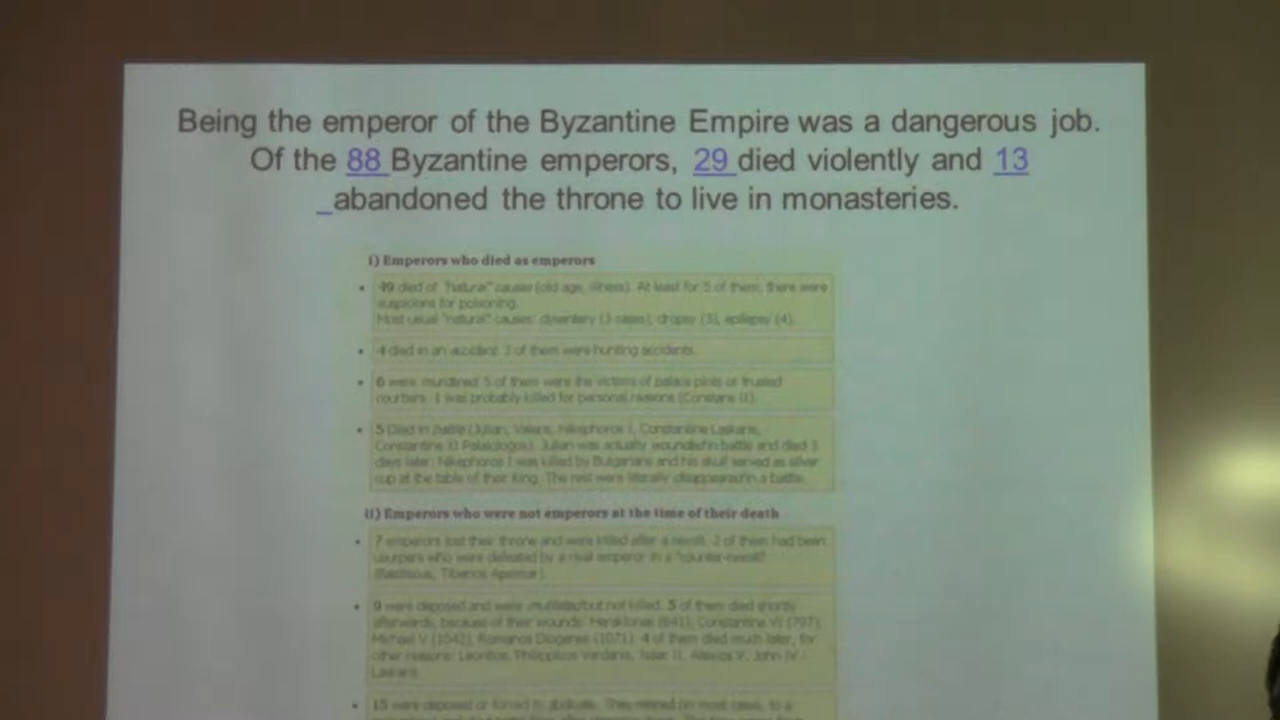 Being the emperor of the Byzantine Empire was a dangerous job.
Of the 88 Byzantine emperors, 29 died violently and 13
_abandoned the throne to live in monasteries.
i) Emperors who died as emperors
• 49 died of "natural" causes (old age, illness). At least for 5 of them, there were
suspicions for poisoning.
Most usual "natural" causes: dysentery (3 cases), dropsy (3), epilepsy (4).
• 4 died in an accident. 3 of them were hunting accidents.
• 6 were murdered. 5 of them were the victims of palace plots or trusted
courtiers. 1 was probably killed for personal reasons (Constans II).
• 5 Died in battle (Julian, Valens, Nikephoros I, Constantine Laskaris,
Constantine XI Palaiologos). Julian was actually wounded in battle and died 3
days later; Nikephoros I was killed by Bulgarians and his skull served as silver
cup at the table of their King. The rest were literally disappeared in a battle.
ii) Emperors who were not emperors at the time of their death
• 7 emperors lost their throne and were killed after a revolt. 2 of them had been
usurpers who were defeated by a rival emperor in a "counter-revolt"
(Basiliscus, Tiberios Apsimar).
• 9 were deposed and were mutilated but not killed. 5 of them died shortly
afterwards, because of their wounds: Heraklonas (641), Constantine VI (797),
Michael V (1042), Romanos Diogenes (1071). 4 of them died much later, for
other reasons: Leontios, Philippikos Vardanis, Isaac II, Alexios V, John IV
Laskaris
• 15 were deposed or forced to abdicate. They retired (in most cases, to a